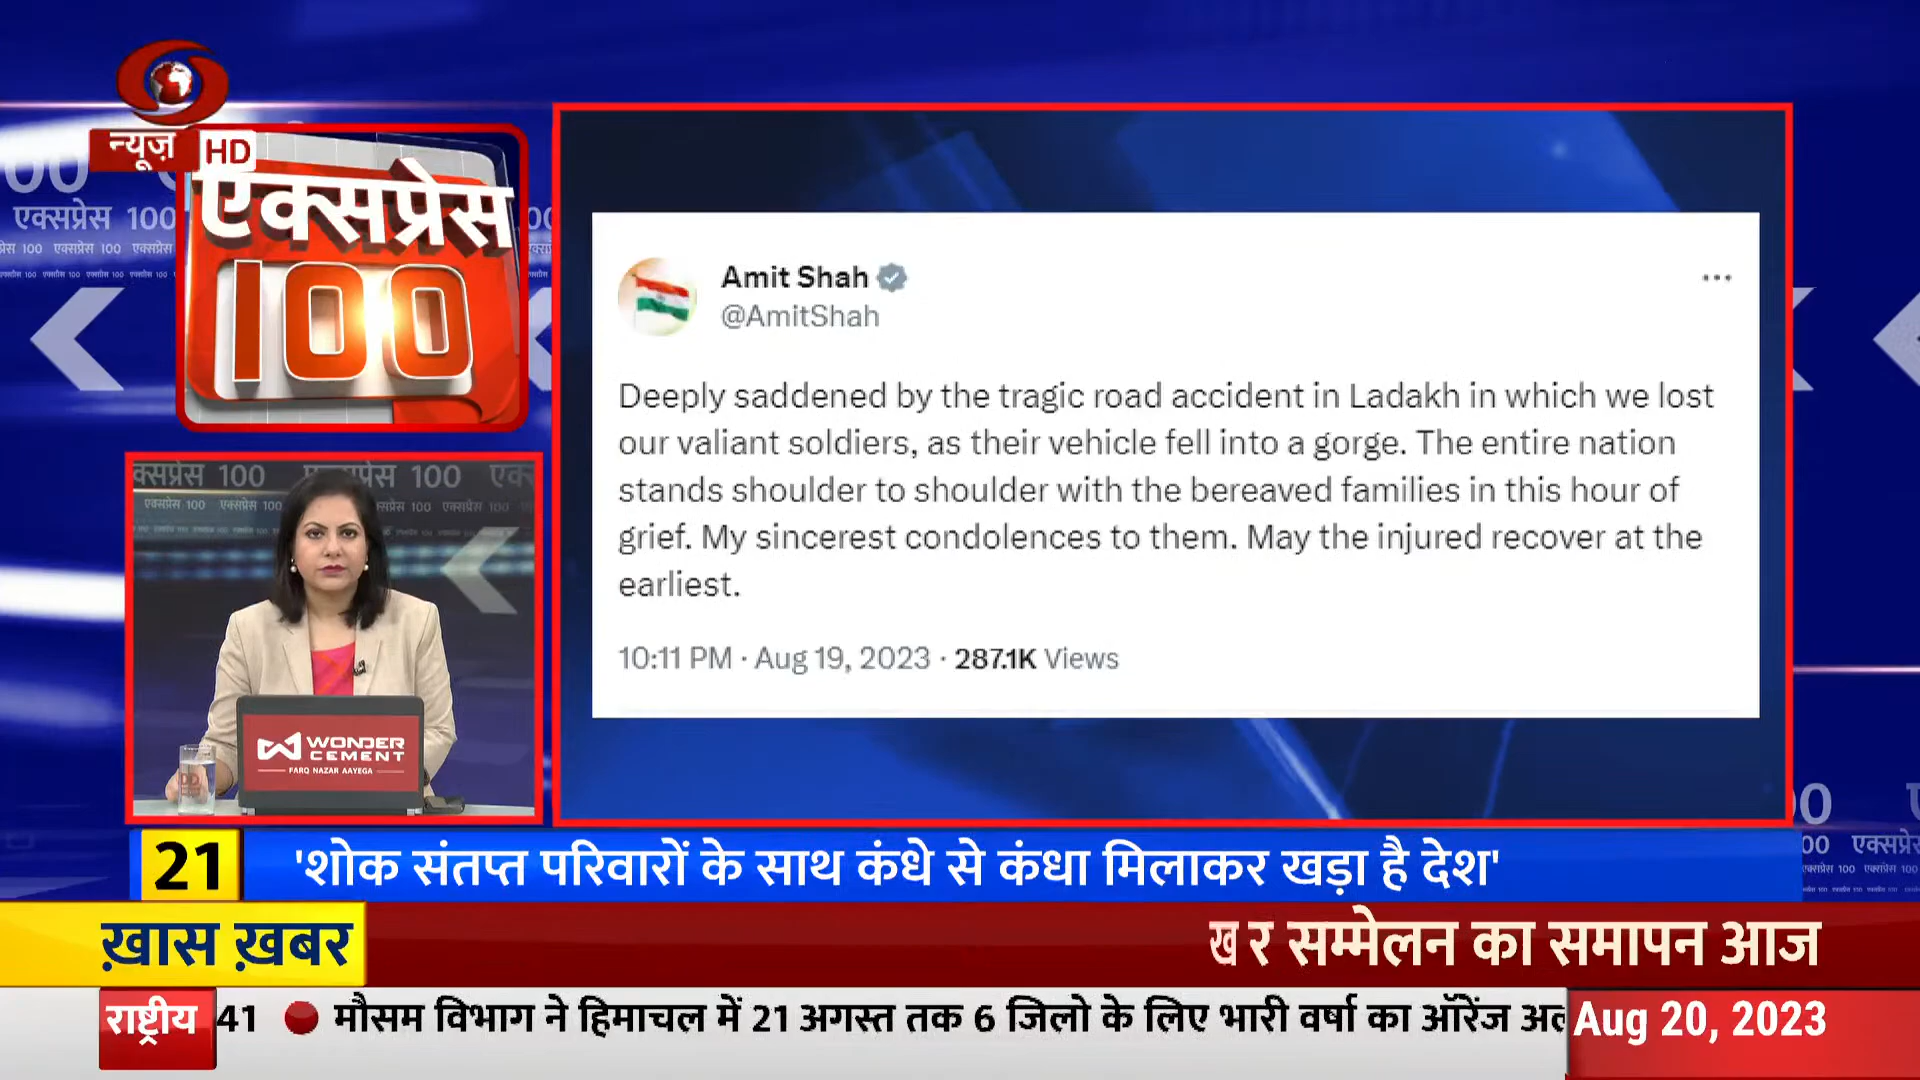 न्यूज़ HD
एक्सप्रेस
100
Amit Shah
@AmitShah
Deeply saddened by the tragic road accident in Ladakh in which we lost
our valiant soldiers, as their vehicle fell into a gorge. The entire nation
stands shoulder to shoulder with the bereaved families in this hour of
grief. My sincerest condolences to them. May the injured recover at the
earliest.
10:11 PM · Aug 19, 2023 · 287.1K Views
एक्सप्रेस 100
WONDER
CEMENT
FARQ NAZAR AAYEGA
21 'शोक संतप्त परिवारों के साथ कंधे से कंधा मिलाकर खड़ा है देश'
ख़ास ख़बर
सम्मेलन का समापन आज
राष्ट्रीय 41 मौसम विभाग ने हिमाचल में 21 अगस्त तक 6 जिलो के लिए भारी वर्षा का ऑरेंज
Aug 20, 2023